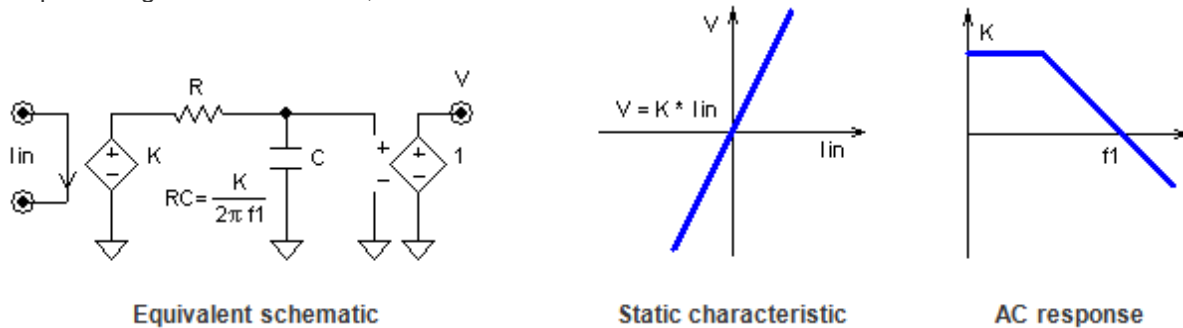 R
V
Iin
K
C
1
RC= K
2π f1
Equivalent schematic
V
V = K * Iin
Iin
Static characteristic
K
f1
AC response